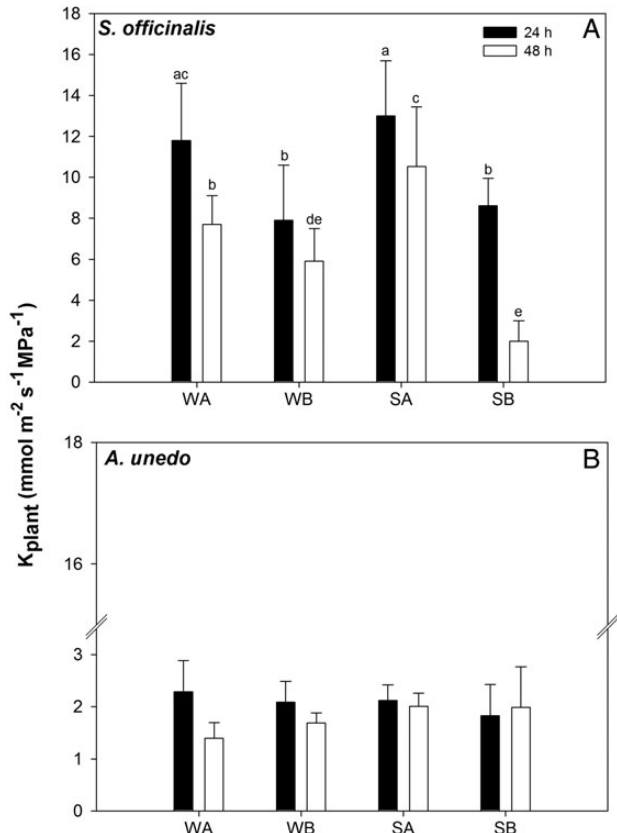 S. officinalis
A
24 h
48 h
18
16
14
12
10
8
6
4
2
0
ac
b
b
de
a
c
b
e
WA WB SA SB
Kplant (mmol m-2 s-1 MPa-1)
A. unedo
B
18
16
3
2
1
0
WA WB SA SB